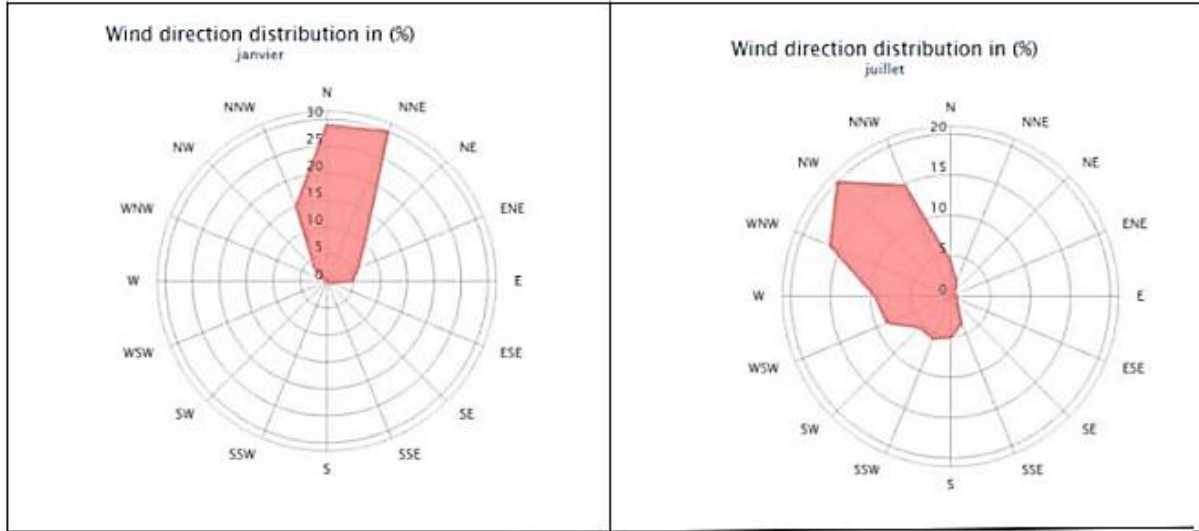 Wind direction distribution in (%)
janvier
N
NNE
NE
ENE
E
ESE
SE
SSE
S
SSW
SW
WSW
W
WNW
NW
NNW
30
25
20
15
10
5
0
Wind direction distribution in (%)
juillet
N
NNE
NE
ENE
E
ESE
SE
SSE
S
SSW
SW
WSW
W
WNW
NW
NNW
20
15
10
5
0